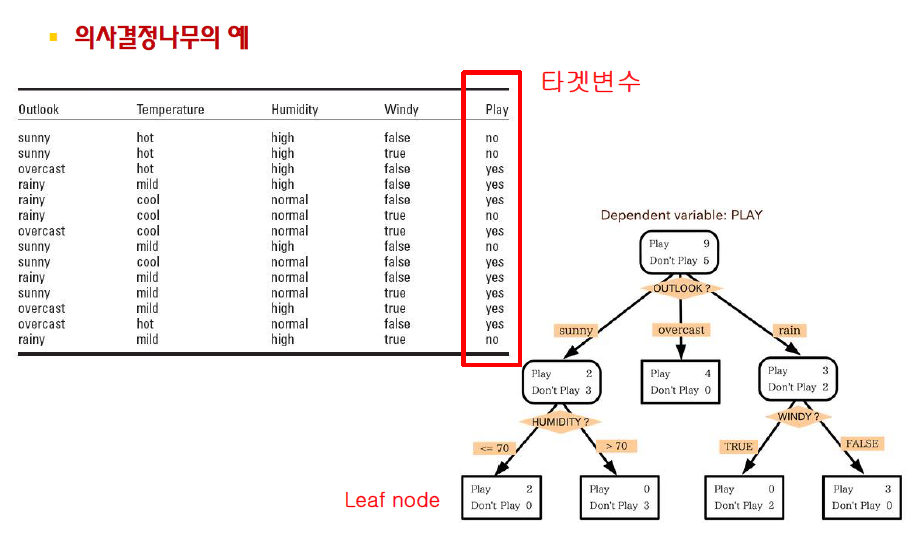 의사결정나무의 예
타겟변수
Outlook Temperature Humidity Windy Play
sunny hot high false no
sunny hot high true no
overcast hot high false yes
rainy mild high false yes
rainy cool normal false yes
rainy cool normal true no
overcast cool normal true yes
sunny mild high false no
sunny cool normal false yes
rainy mild normal false yes
sunny mild normal true yes
overcast mild high true yes
overcast hot normal false yes
rainy mild high true no
Dependent variable: PLAY
Play 9
Don't Play 5
OUTLOOK ?
sunny overcast rain
Play 2
Don't Play 3
Play 4
Don't Play 0
Play 3
Don't Play 2
HUMIDITY ?
WINDY ?
<= 70 > 70
TRUE FALSE
Leaf node
Play 2
Don't Play 0
Play 0
Don't Play 3
Play 0
Don't Play 2
Play 3
Don't Play 0